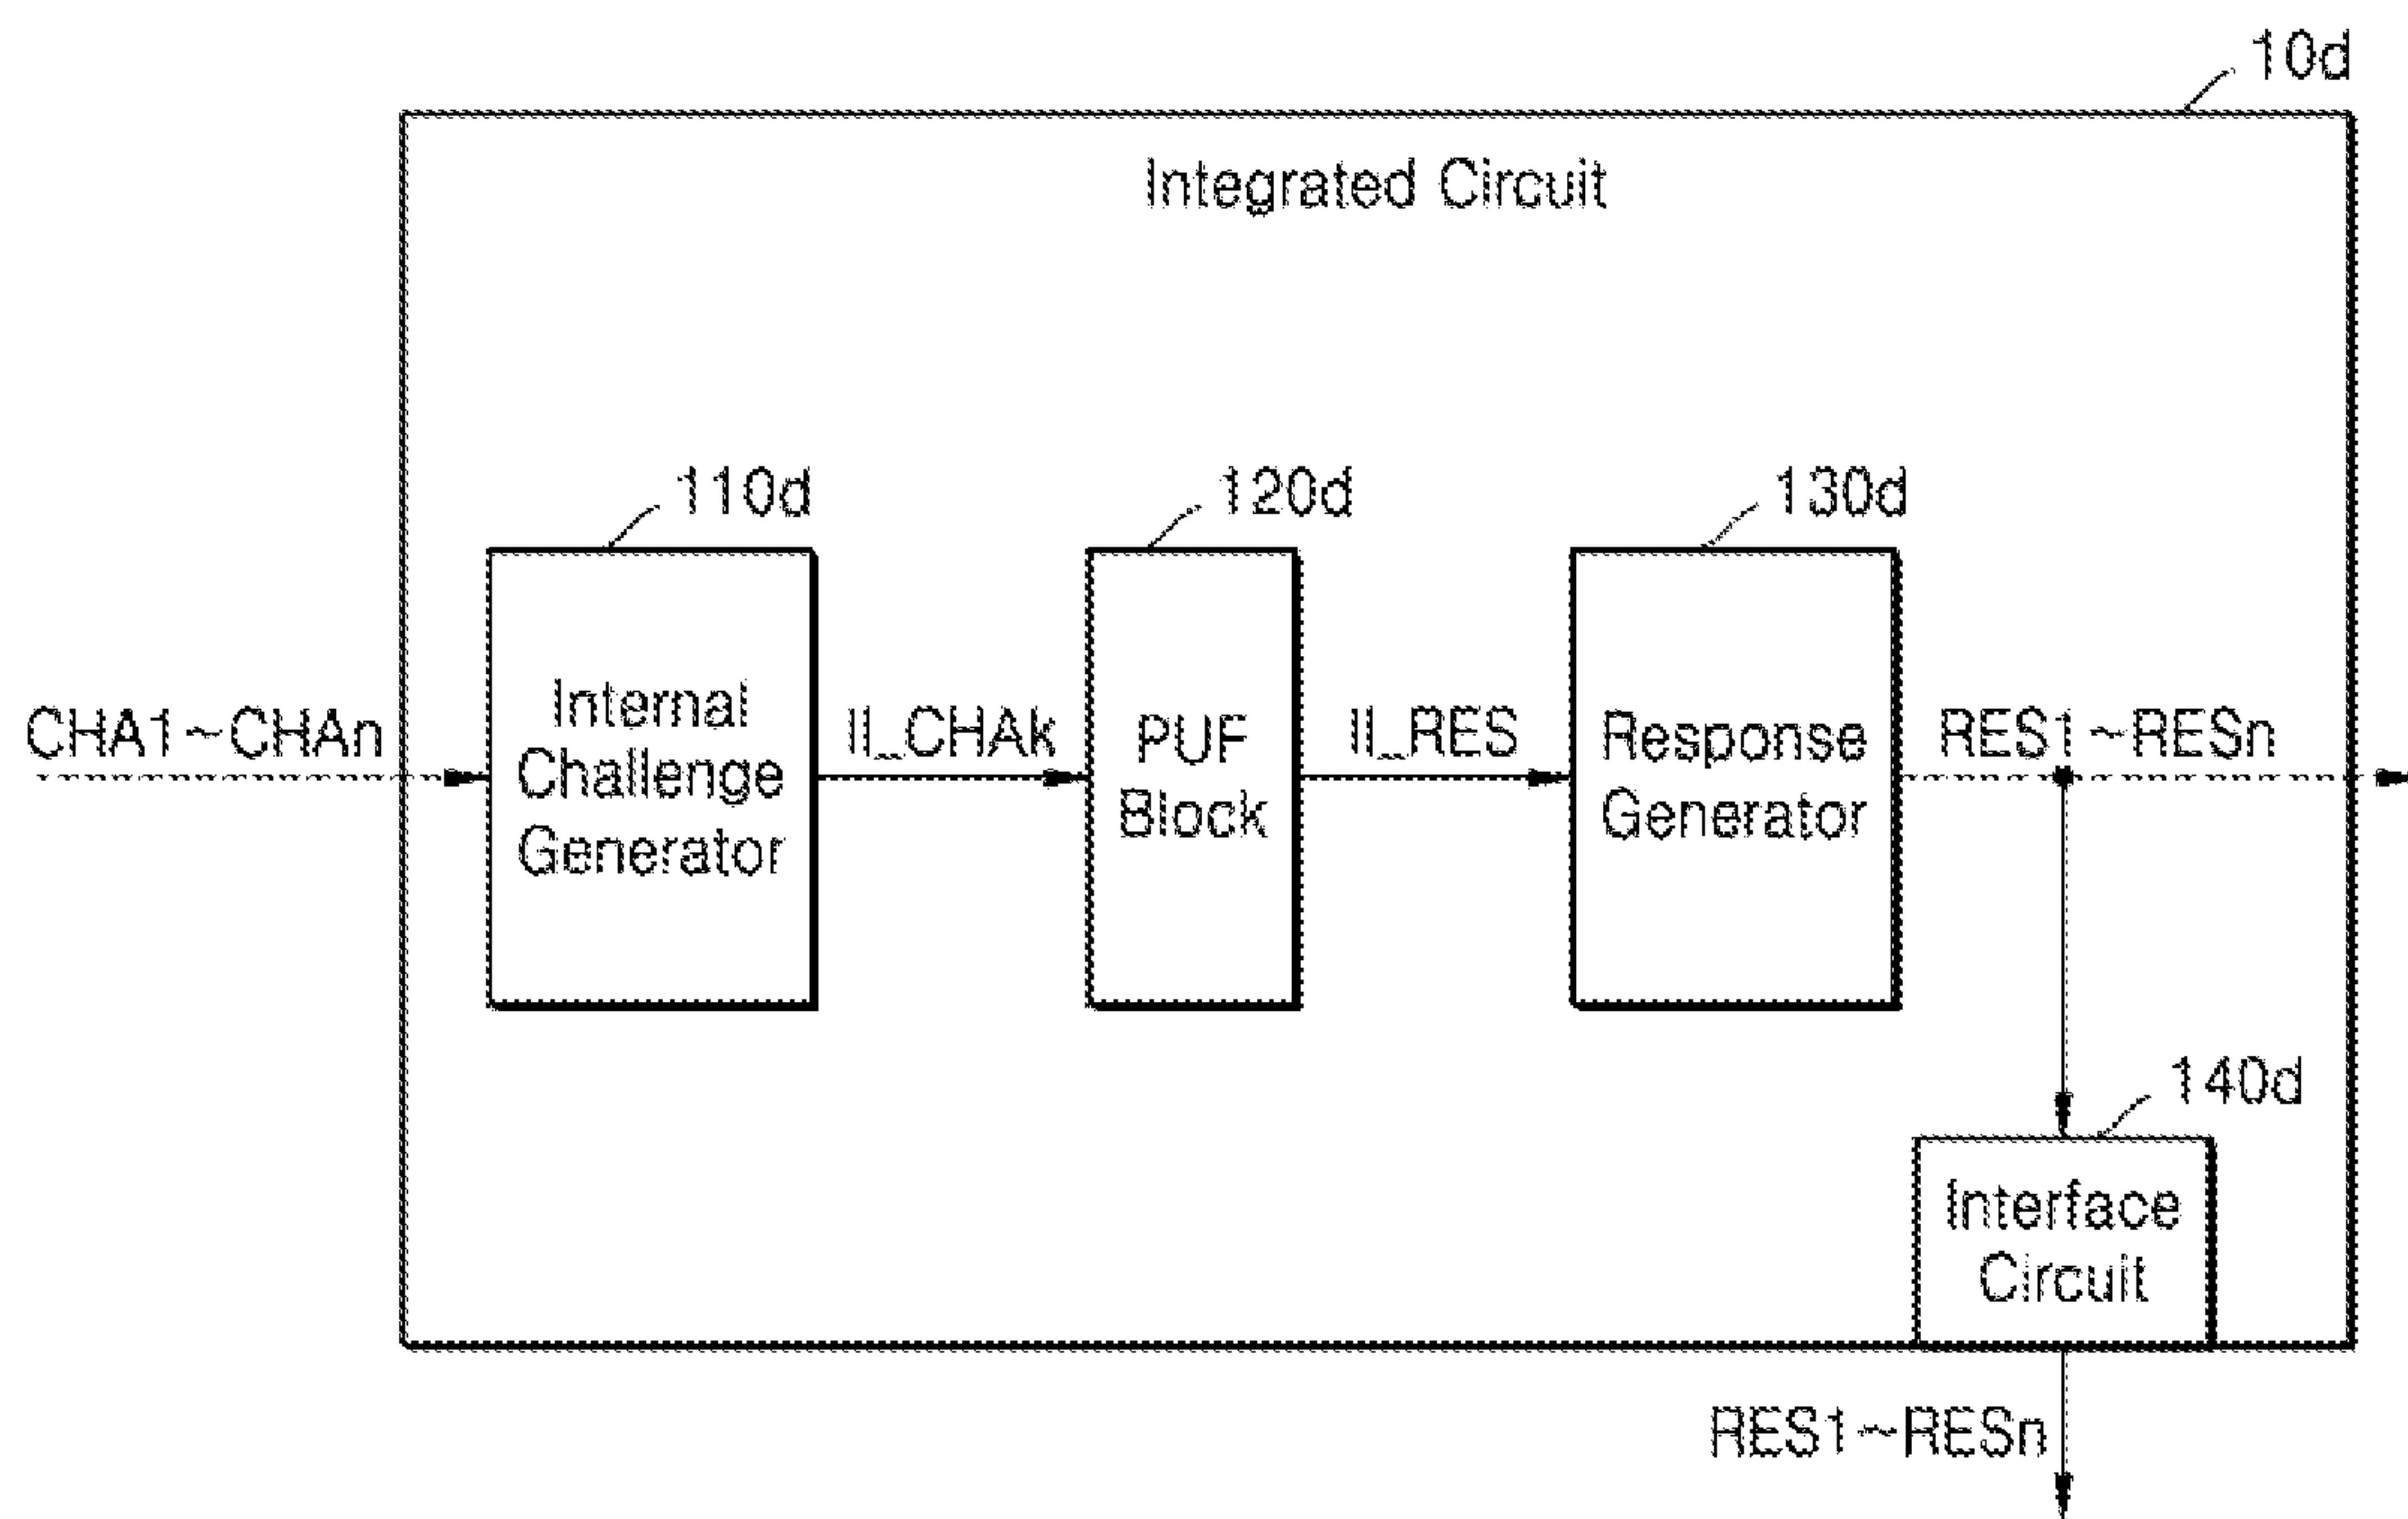 10d
Integrated Circuit
110d
120d
130d
Internal
Challenge
Generator
PUF
Block
Response
Generator
CHA1~CHAn
II_CHAk
II_RES
RES1~RESn
140d
Interface
Circuit
RES1~RESn